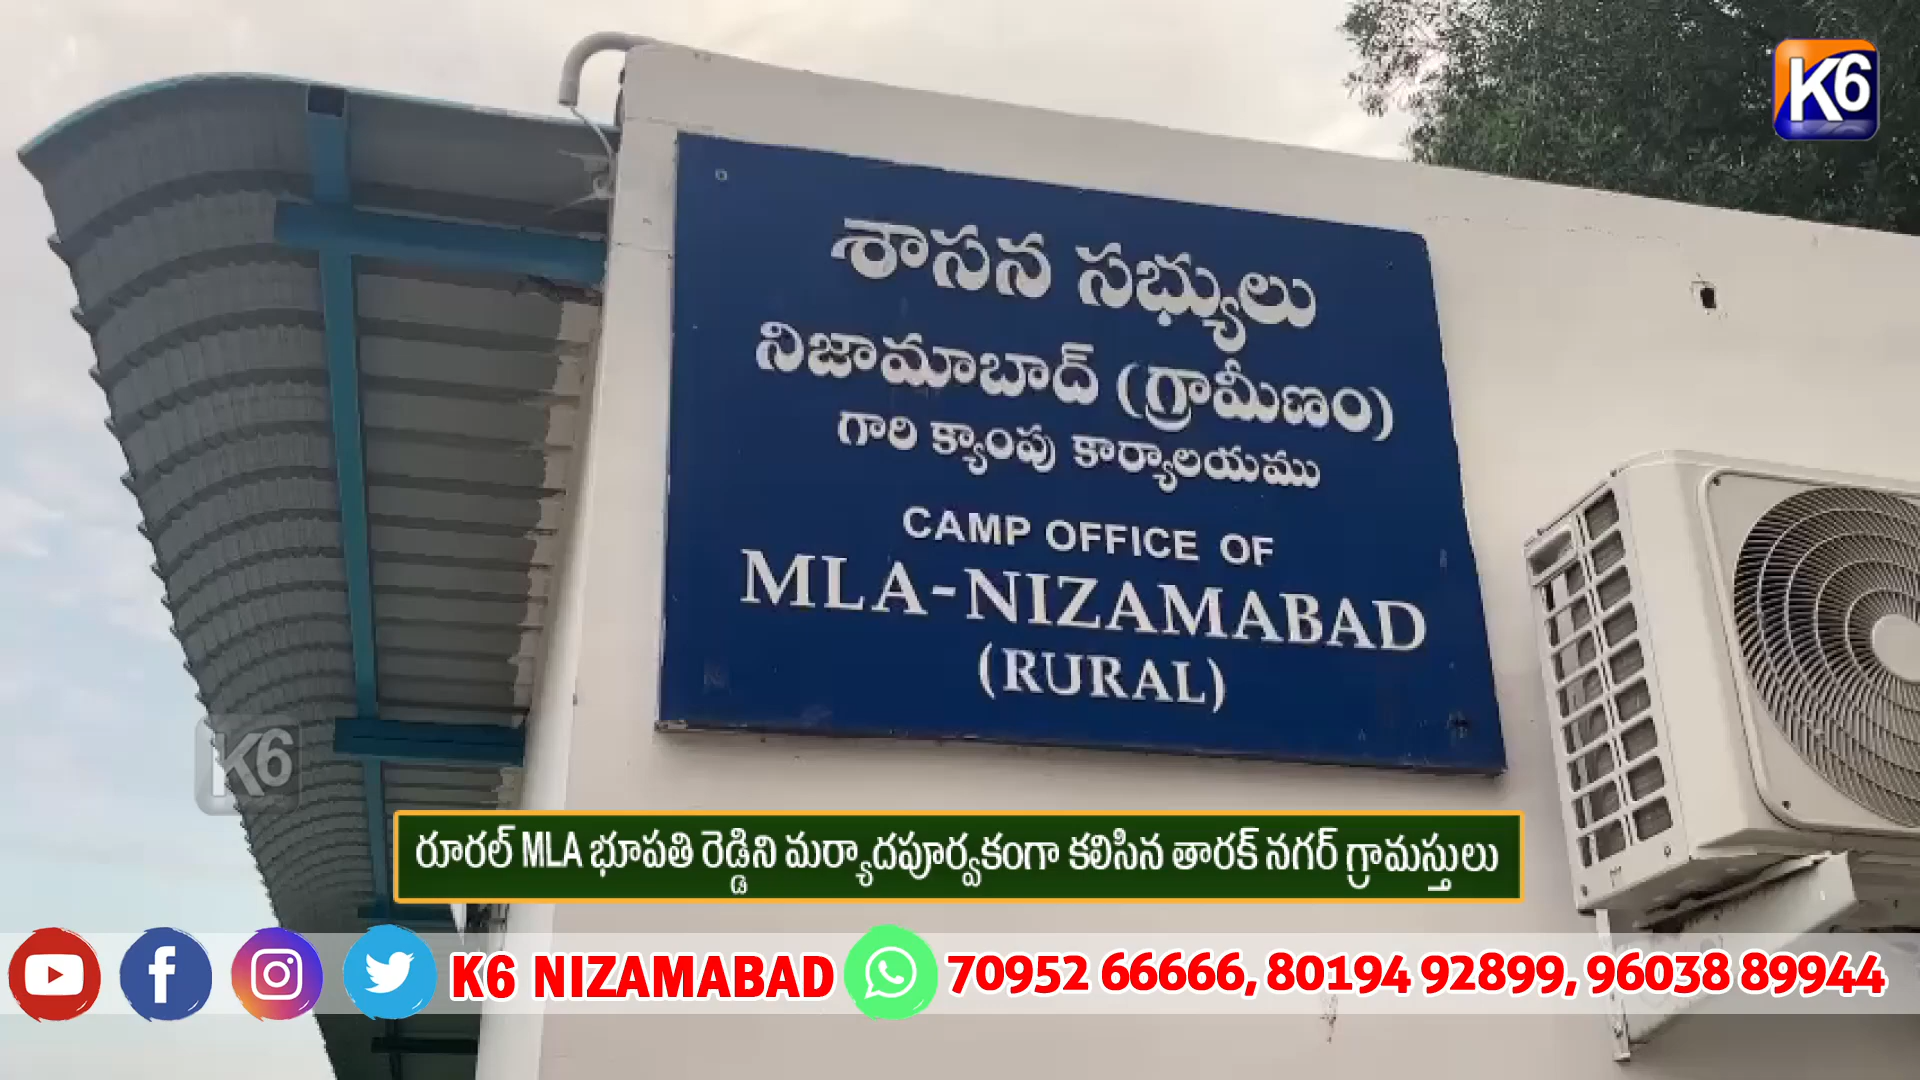 K6
శాసన సభ్యులు
నిజామాబాద్ (గ్రామీణం)
గారి క్యాంపు కార్యాలయము
CAMP OFFICE OF
MLA-NIZAMABAD
(RURAL)
K6
రూరల్ MLA భూపతి రెడ్డిని మర్యాదపూర్వకంగా కలిసిన తారక్ నగర్ గ్రామస్తులు
K6 NIZAMABAD 70952 66666, 80194 92899, 96038 89944